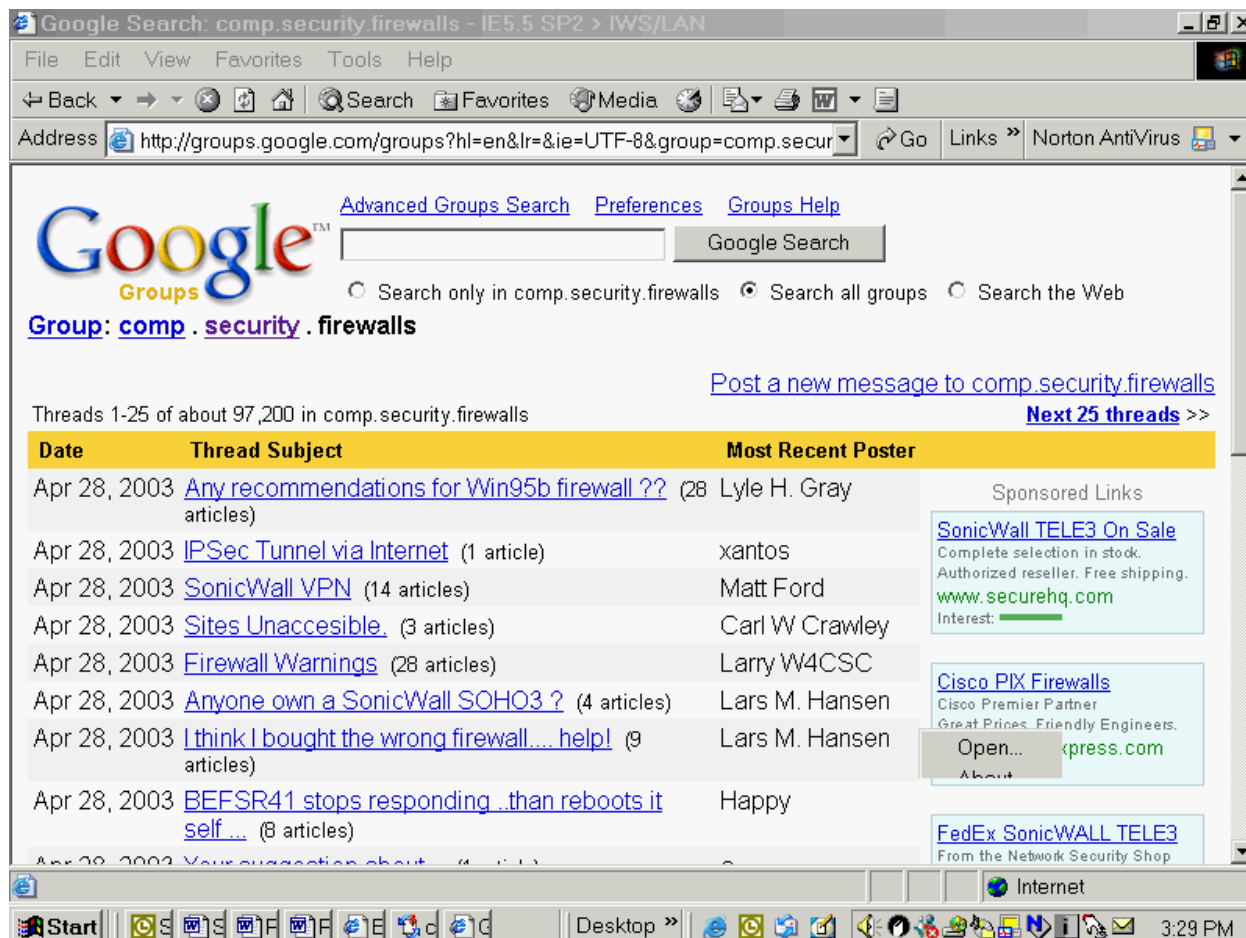 Google Search: comp.security.firewalls - IE5.5 SP2 > IWS/LAN
File Edit View Favorites Tools Help
Back Search Favorites Media
Address http://groups.google.com/groups?hl=en&lr=&ie=UTF-8&group=comp.secur Go Links » Norton AntiVirus
Advanced Groups Search Preferences Groups Help
Google™
Groups
Google Search
Search only in comp.security.firewalls Search all groups Search the Web
Group: comp . security . firewalls
Post a new message to comp.security.firewalls
Threads 1-25 of about 97,200 in comp.security.firewalls
Next 25 threads >>
Date Thread Subject Most Recent Poster
Apr 28, 2003 Any recommendations for Win95b firewall ?? (28 articles) Lyle H. Gray
Apr 28, 2003 IPSec Tunnel via Internet (1 article) xantos
Apr 28, 2003 SonicWall VPN (14 articles) Matt Ford
Apr 28, 2003 Sites Unaccesible. (3 articles) Carl W Crawley
Apr 28, 2003 Firewall Warnings (28 articles) Larry W4CSC
Apr 28, 2003 Anyone own a SonicWall SOHO3 ? (4 articles) Lars M. Hansen
Apr 28, 2003 I think I bought the wrong firewall.... help! (9 articles) Lars M. Hansen
Apr 28, 2003 BEFSR41 stops responding ..than reboots it self ... (8 articles) Happy
Apr 28, 2003 Your suggestion about
Sponsored Links
SonicWall TELE3 On Sale
Complete selection in stock.
Authorized reseller. Free shipping.
www.securehq.com
Interest:
Cisco PIX Firewalls
Cisco Premier Partner
Great Prices. Friendly Engineers.
xpress.com
Open...
About
FedEx SonicWALL TELE3
From the Network Security Shop
Internet
Start Desktop » 3:29 PM